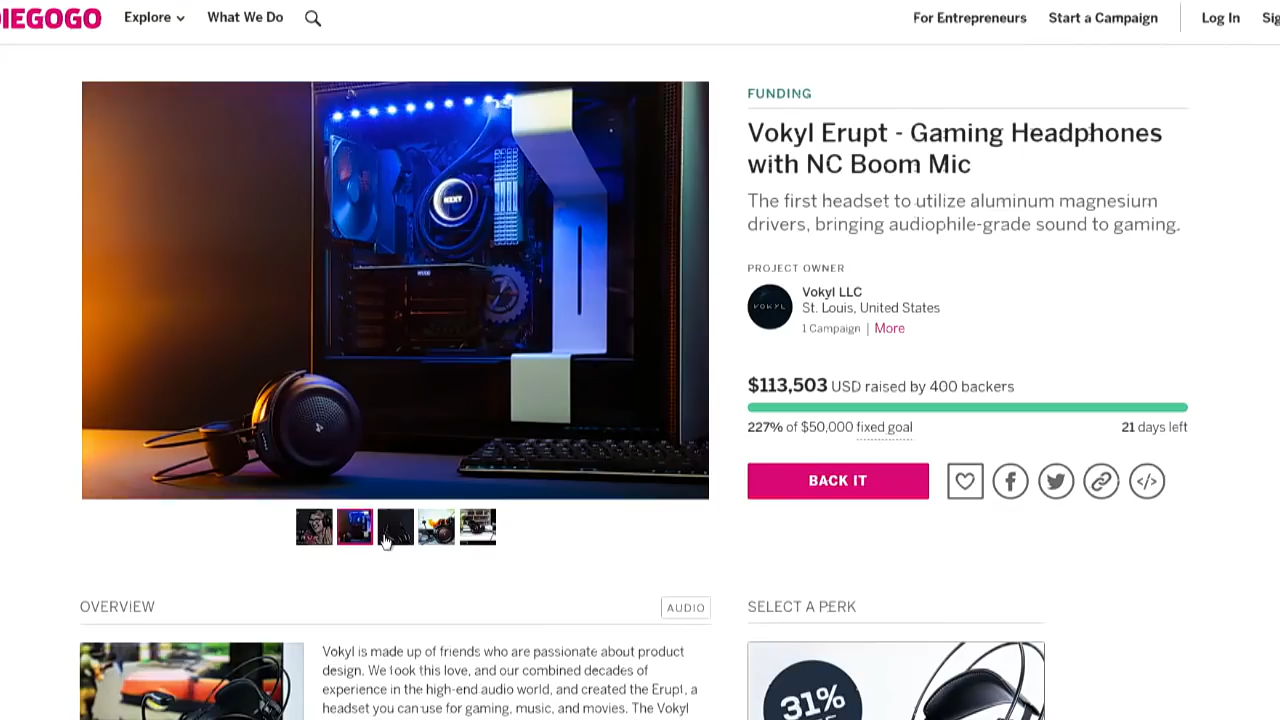 IEGOGO
Explore
What We Do
For Entrepreneurs
Start a Campaign
Log In
Sig
NZXT
FUNDING
Vokyl Erupt - Gaming Headphones
with NC Boom Mic
The first headset to utilize aluminum magnesium
drivers, bringing audiophile-grade sound to gaming.
PROJECT OWNER
VOKYL
Vokyl LLC
St. Louis, United States
1 Campaign | More
$113,503 USD raised by 400 backers
227% of $50,000 fixed goal
21 days left
BACK IT
OVERVIEW
AUDIO
Vokyl is made up of friends who are passionate about product
design. We took this love, and our combined decades of
experience in the high-end audio world, and created the Erupt, a
headset you can use for gaming, music, and movies. The Vokyl
SELECT A PERK
31%